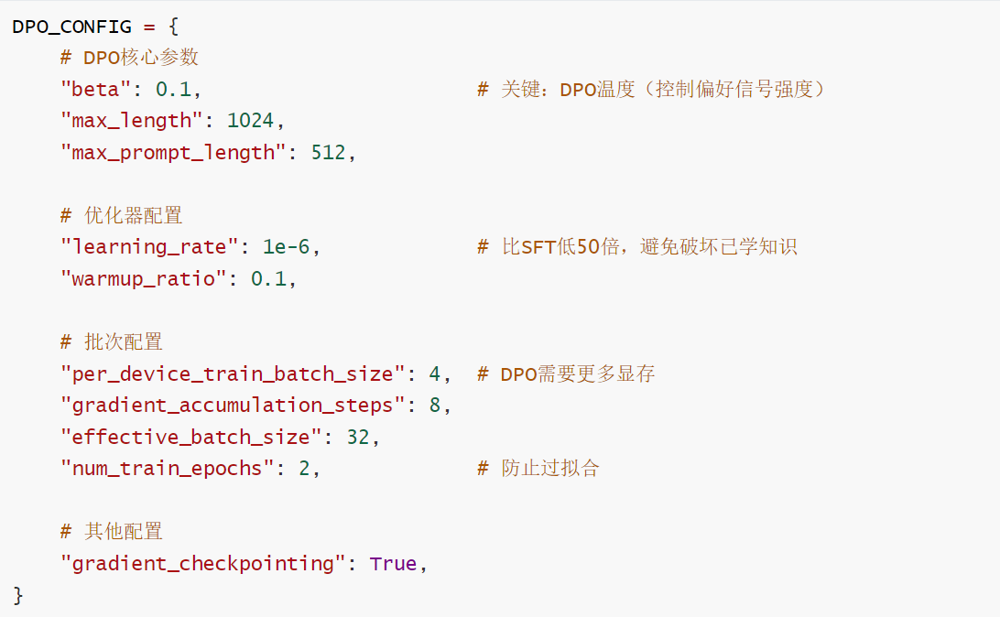 DPO_CONFIG = {
    # DPO核心参数
    "beta": 0.1,                    # 关键：DPO温度（控制偏好信号强度）
    "max_length": 1024,
    "max_prompt_length": 512,

    # 优化器配置
    "learning_rate": 1e-6,          # 比SFT低50倍，避免破坏已学知识
    "warmup_ratio": 0.1,

    # 批次配置
    "per_device_train_batch_size": 4,  # DPO需要更多显存
    "gradient_accumulation_steps": 8,
    "effective_batch_size": 32,
    "num_train_epochs": 2,          # 防止过拟合

    # 其他配置
    "gradient_checkpointing": True,
}